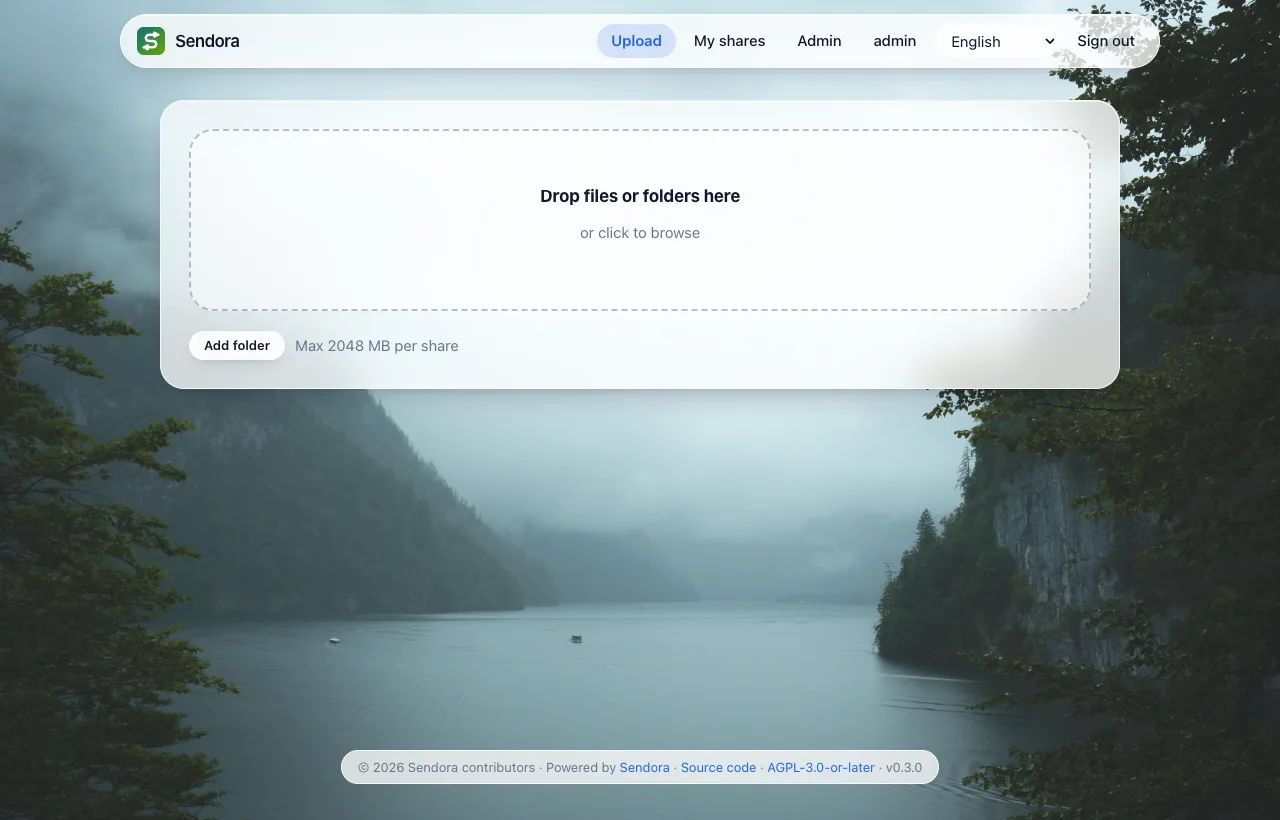 Sendora
Upload My shares Admin admin English Sign out
Drop files or folders here
or click to browse
Add folder Max 2048 MB per share
© 2026 Sendora contributors · Powered by Sendora · Source code · AGPL-3.0-or-later · v0.3.0